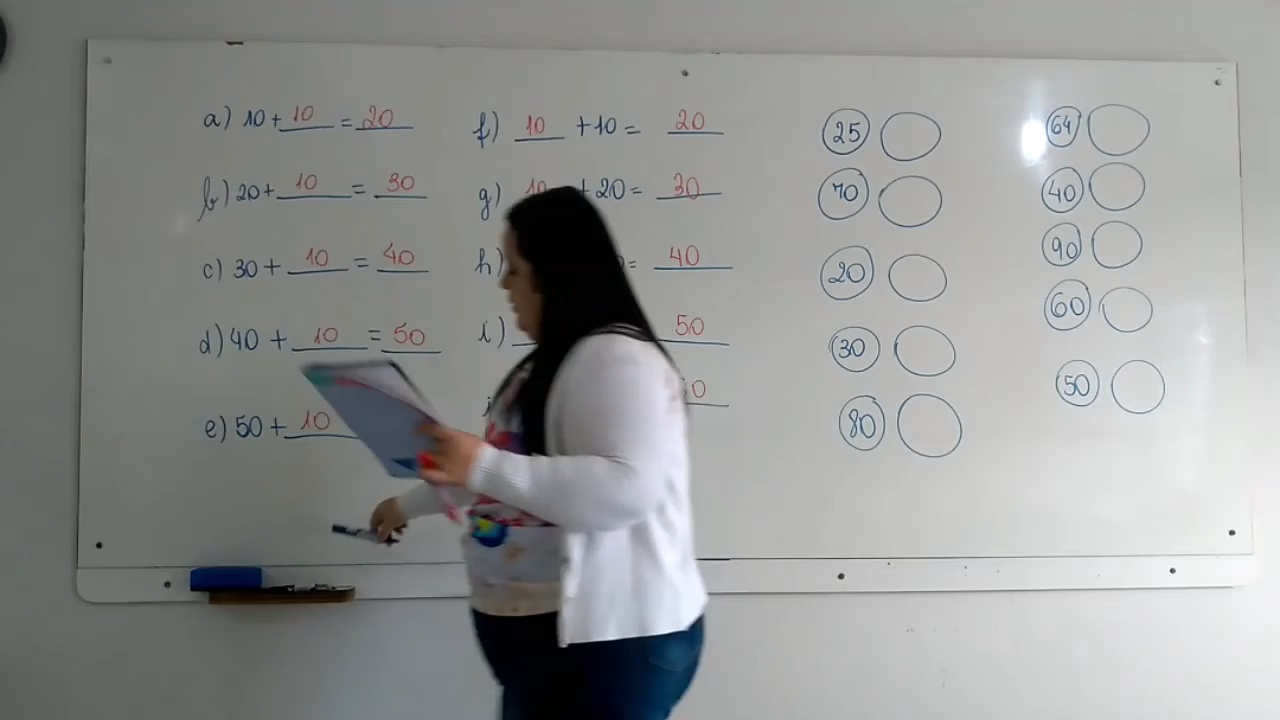 a) 10 + 10 = 20
b) 20 + 10 = 30
c) 30 + 10 = 40
d) 40 + 10 = 50
e) 50 + 10
f) 10 + 10 = 20
g) 10 + 20 = 30
h) = 40
i) 50
0
25
70
20
30
80
64
40
90
60
50